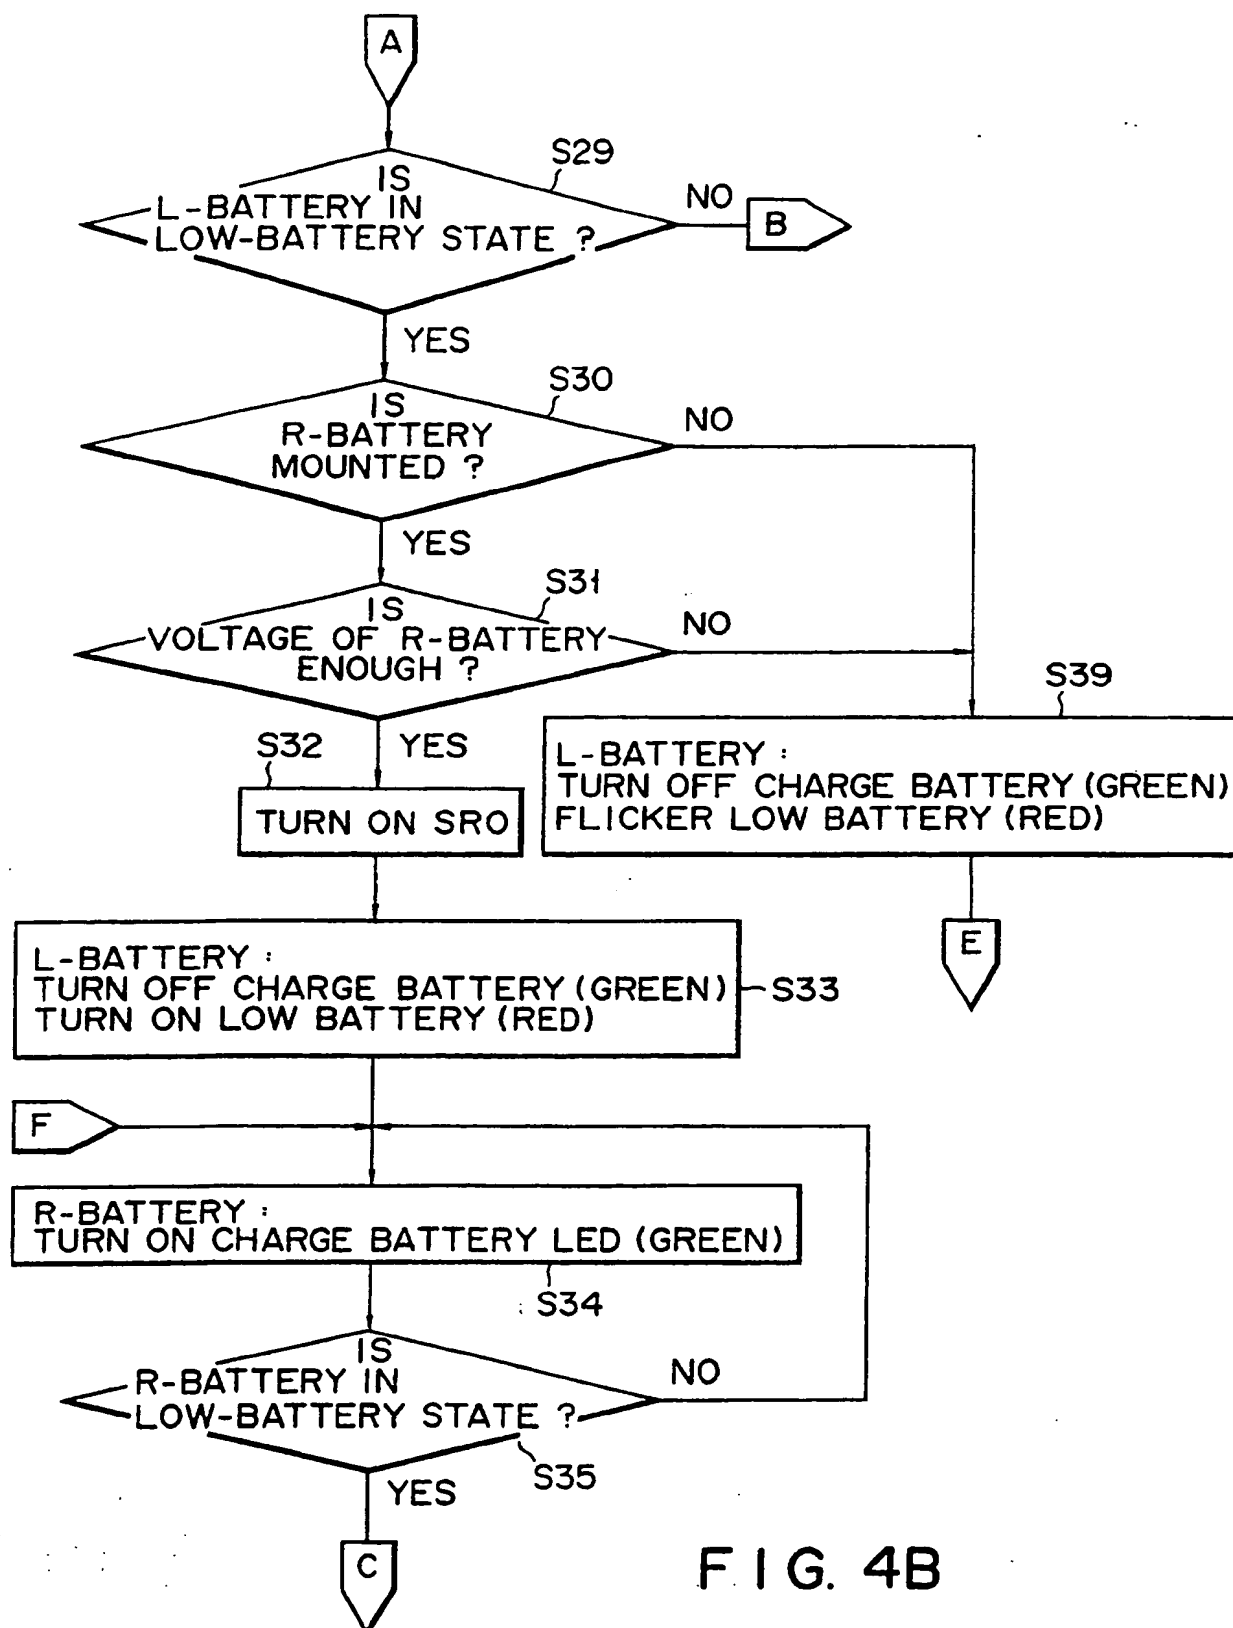 A
S29
IS
L-BATTERY IN
LOW-BATTERY STATE ?
NO
B
YES
S30
IS
R-BATTERY
MOUNTED ?
NO
YES
S31
IS
VOLTAGE OF R-BATTERY
ENOUGH ?
NO
YES
S32
TURN ON SRO
S39
L-BATTERY :
TURN OFF CHARGE BATTERY (GREEN)
FLICKER LOW BATTERY (RED)
E
L-BATTERY :
TURN OFF CHARGE BATTERY (GREEN)
TURN ON LOW BATTERY (RED)
S33
F
R-BATTERY :
TURN ON CHARGE BATTERY LED (GREEN)
S34
IS
R-BATTERY IN
LOW-BATTERY STATE ?
NO
S35
YES
C
FIG. 4B